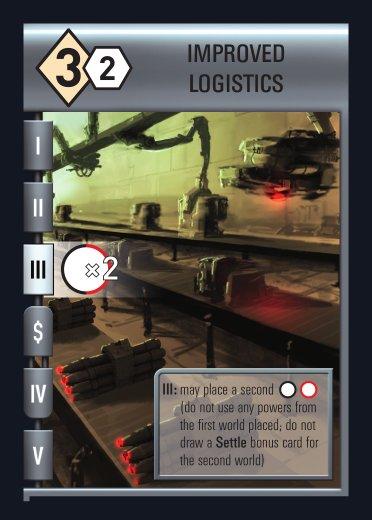 3 2 IMPROVED
LOGISTICS
I
II
III ×2
$
IV
V
III: may place a second
(do not use any powers from
the first world placed; do not
draw a Settle bonus card for
the second world)